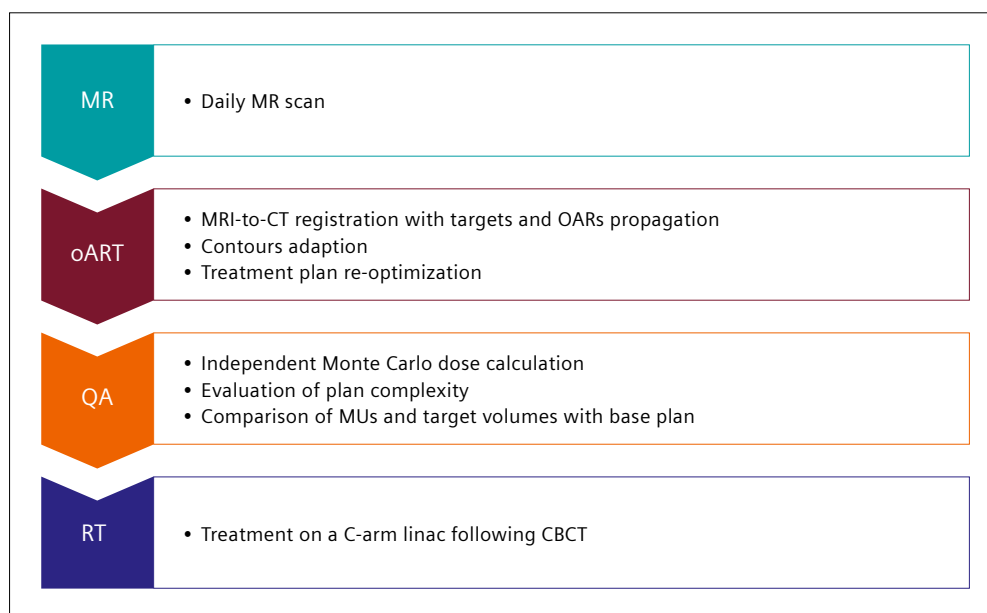 MR
• Daily MR scan
oART
• MRI-to-CT registration with targets and OARs propagation
• Contours adaption
• Treatment plan re-optimization
QA
• Independent Monte Carlo dose calculation
• Evaluation of plan complexity
• Comparison of MUs and target volumes with base plan
RT
• Treatment on a C-arm linac following CBCT